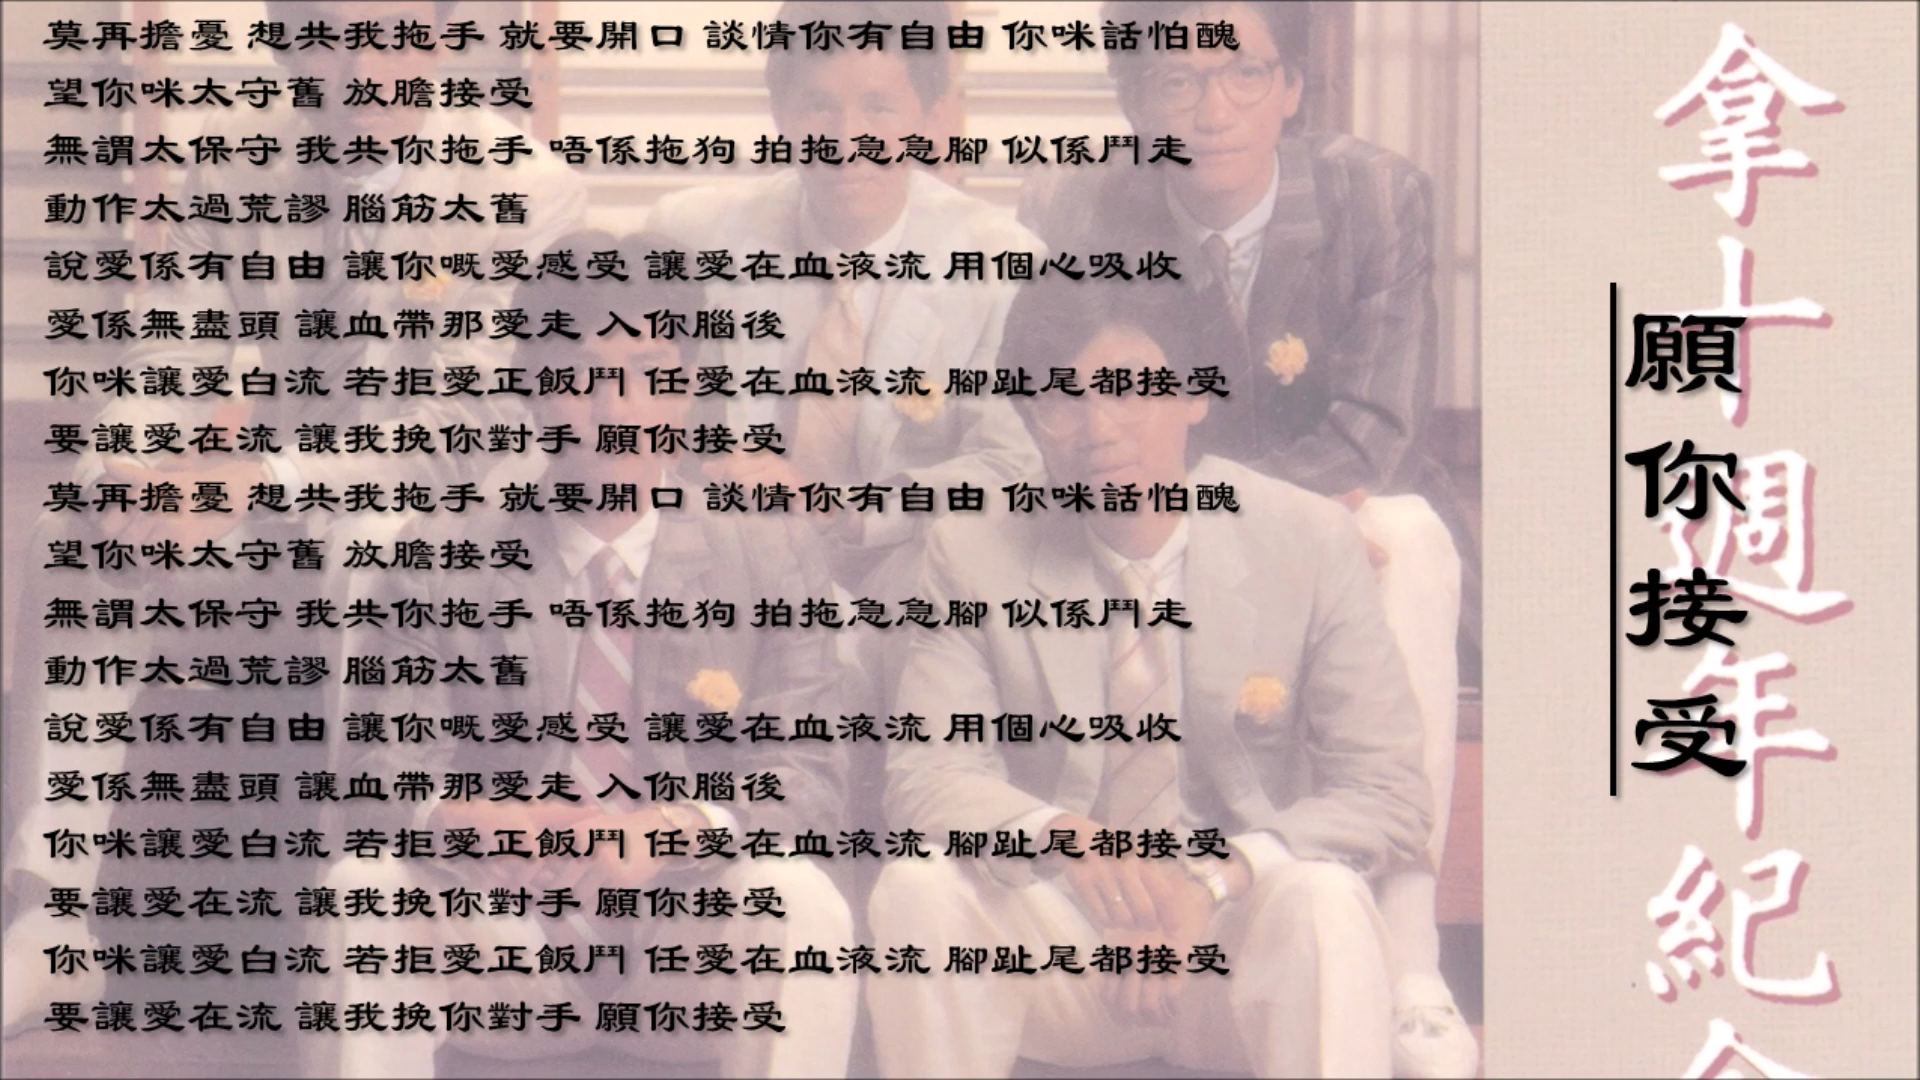 莫再擔憂 想共我拖手 就要開口 談情你有自由 你咪話怕醜
望你咪太守舊 放膽接受
無謂太保守 我共你拖手 唔係拖狗 拍拖急急腳 似係鬥走
動作太過荒謬 腦筋太舊
說愛係有自由 讓你嘅愛感受 讓愛在血液流 用個心吸收
愛係無盡頭 讓血帶那愛走 入你腦後
你咪讓愛白流 若拒愛正飯鬥 任愛在血液流 腳趾尾都接受
要讓愛在流 讓我挽你對手 願你接受
莫再擔憂 想共我拖手 就要開口 談情你有自由 你咪話怕醜
望你咪太守舊 放膽接受
無謂太保守 我共你拖手 唔係拖狗 拍拖急急腳 似係鬥走
動作太過荒謬 腦筋太舊
說愛係有自由 讓你嘅愛感受 讓愛在血液流 用個心吸收
愛係無盡頭 讓血帶那愛走 入你腦後
你咪讓愛白流 若拒愛正飯鬥 任愛在血液流 腳趾尾都接受
要讓愛在流 讓我挽你對手 願你接受
你咪讓愛白流 若拒愛正飯鬥 任愛在血液流 腳趾尾都接受
要讓愛在流 讓我挽你對手 願你接受
願你接受
拿十週年紀